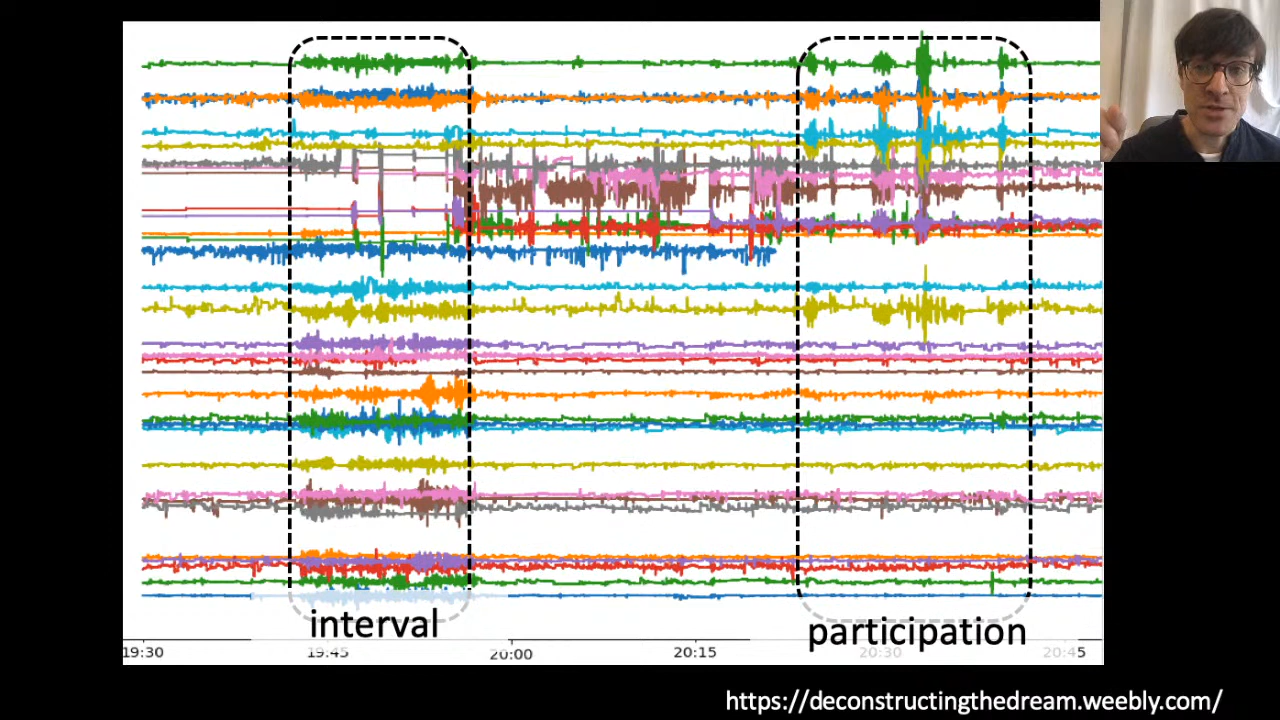 interval
participation
19:30 19:45 20:00 20:15 20:30 20:45
https://deconstructingthedream.weebly.com/